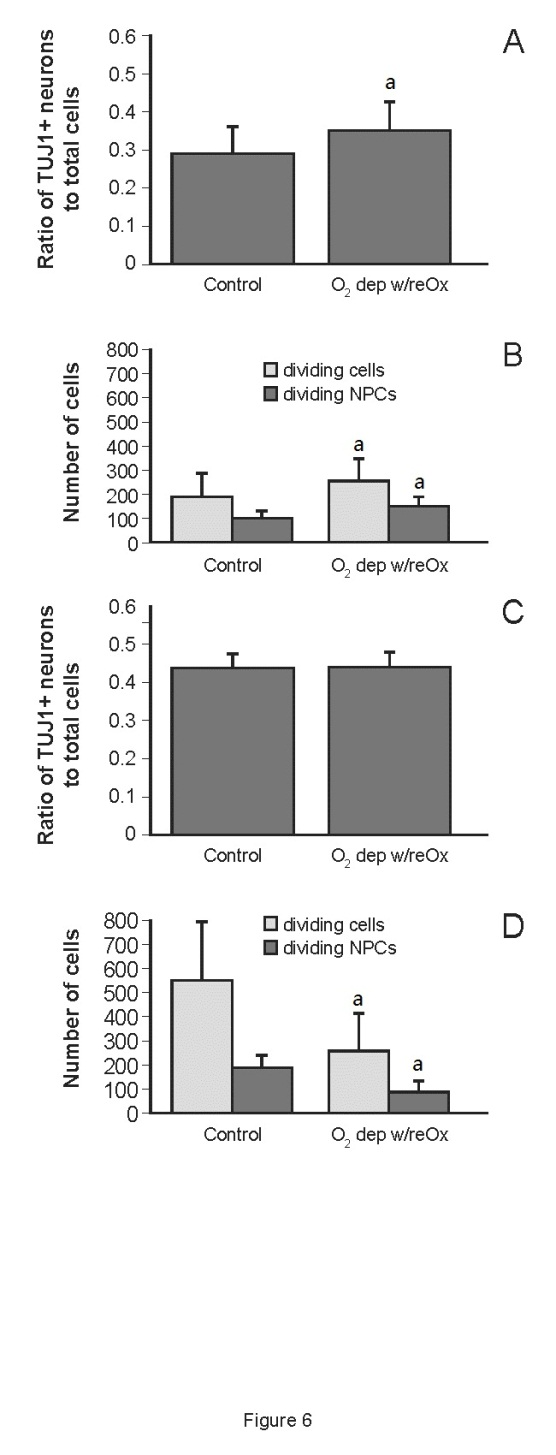 A
Ratio of TUJ1+ neurons
to total cells
0.6
0.5
0.4
0.3
0.2
0.1
0
a
Control
O2 dep w/reOx
B
Number of cells
800
700
600
500
400
300
200
100
0
dividing cells
dividing NPCs
a
a
Control
O2 dep w/reOx
C
Ratio of TUJ1+ neurons
to total cells
0.6
0.5
0.4
0.3
0.2
0.1
0
Control
O2 dep w/reOx
D
Number of cells
800
700
600
500
400
300
200
100
0
dividing cells
dividing NPCs
a
a
Control
O2 dep w/reOx
Figure 6